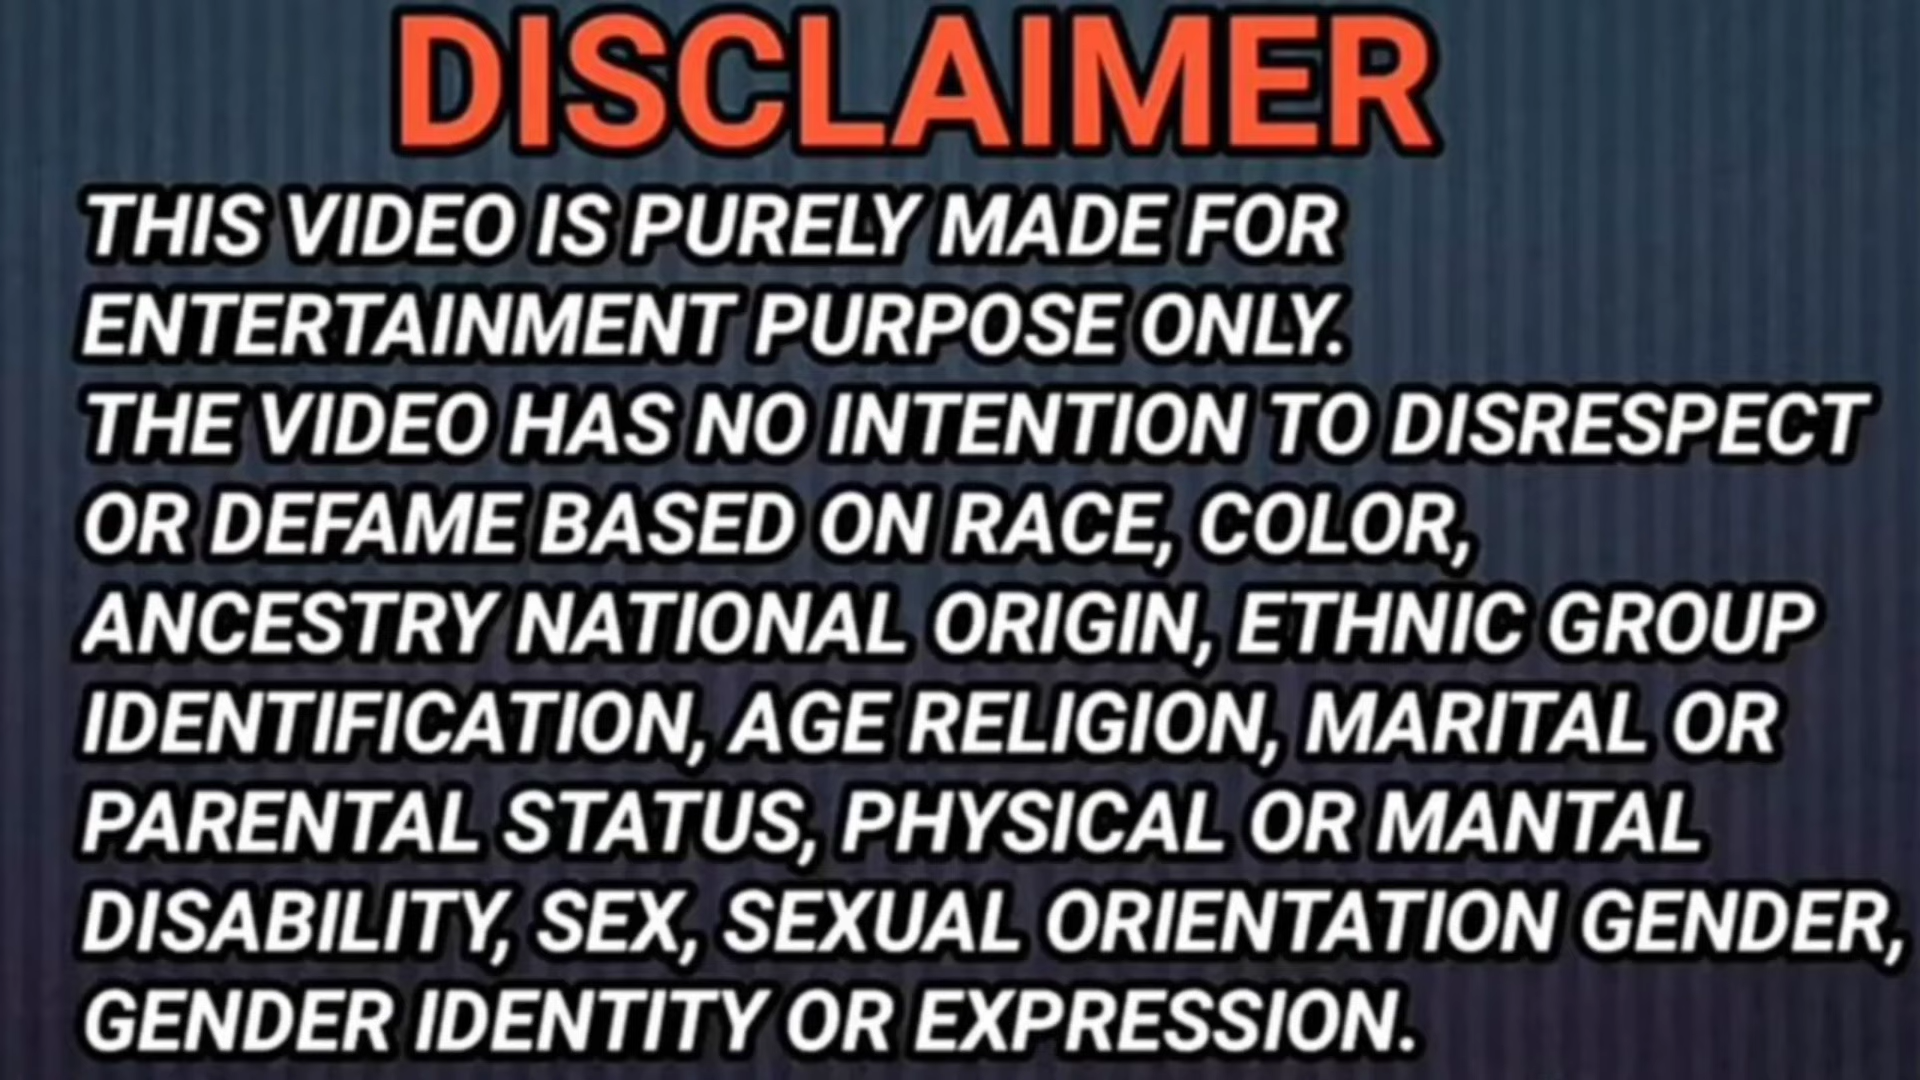 DISCLAIMER
THIS VIDEO IS PURELY MADE FOR
ENTERTAINMENT PURPOSE ONLY.
THE VIDEO HAS NO INTENTION TO DISRESPECT
OR DEFAME BASED ON RACE, COLOR,
ANCESTRY NATIONAL ORIGIN, ETHNIC GROUP
IDENTIFICATION, AGE RELIGION, MARITAL OR
PARENTAL STATUS, PHYSICAL OR MANTAL
DISABILITY, SEX, SEXUAL ORIENTATION GENDER,
GENDER IDENTITY OR EXPRESSION.